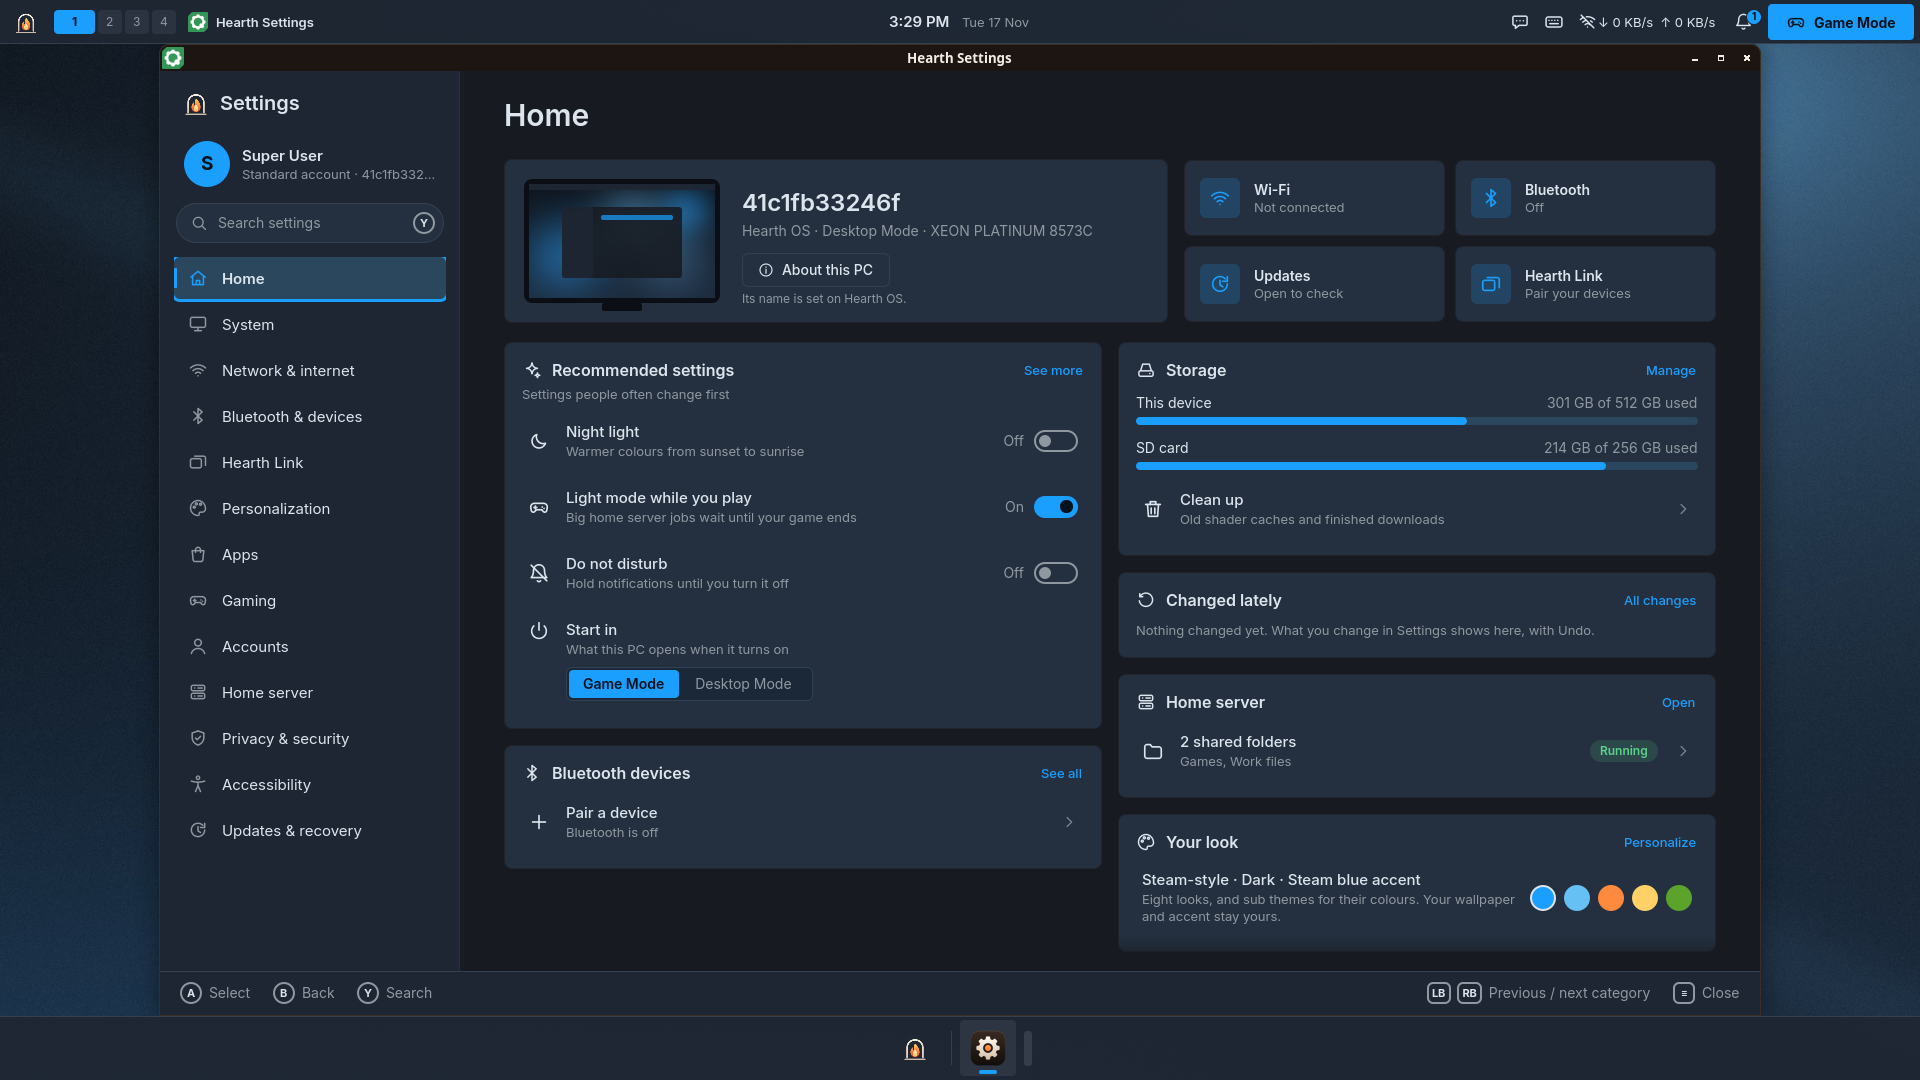 1 2 3 4 Hearth Settings
3:29 PM Tue 17 Nov
0 KB/s 0 KB/s
1
Game Mode
Hearth Settings
Settings
S
Super User
Standard account · 41c1fb332...
Search settings Y
Home
System
Network & internet
Bluetooth & devices
Hearth Link
Personalization
Apps
Gaming
Accounts
Home server
Privacy & security
Accessibility
Updates & recovery
Home
41c1fb33246f
Hearth OS · Desktop Mode · XEON PLATINUM 8573C
About this PC
Its name is set on Hearth OS.
Wi-Fi
Not connected
Bluetooth
Off
Updates
Open to check
Hearth Link
Pair your devices
Recommended settings See more
Settings people often change first
Night light
Warmer colours from sunset to sunrise
Off
Light mode while you play
Big home server jobs wait until your game ends
On
Do not disturb
Hold notifications until you turn it off
Off
Start in
What this PC opens when it turns on
Game Mode Desktop Mode
Bluetooth devices See all
Pair a device
Bluetooth is off
Storage Manage
This device 301 GB of 512 GB used
SD card 214 GB of 256 GB used
Clean up
Old shader caches and finished downloads
Changed lately All changes
Nothing changed yet. What you change in Settings shows here, with Undo.
Home server Open
2 shared folders
Games, Work files
Running
Your look Personalize
Steam-style · Dark · Steam blue accent
Eight looks, and sub themes for their colours. Your wallpaper
and accent stay yours.
A Select B Back Y Search
LB RB Previous / next category Close